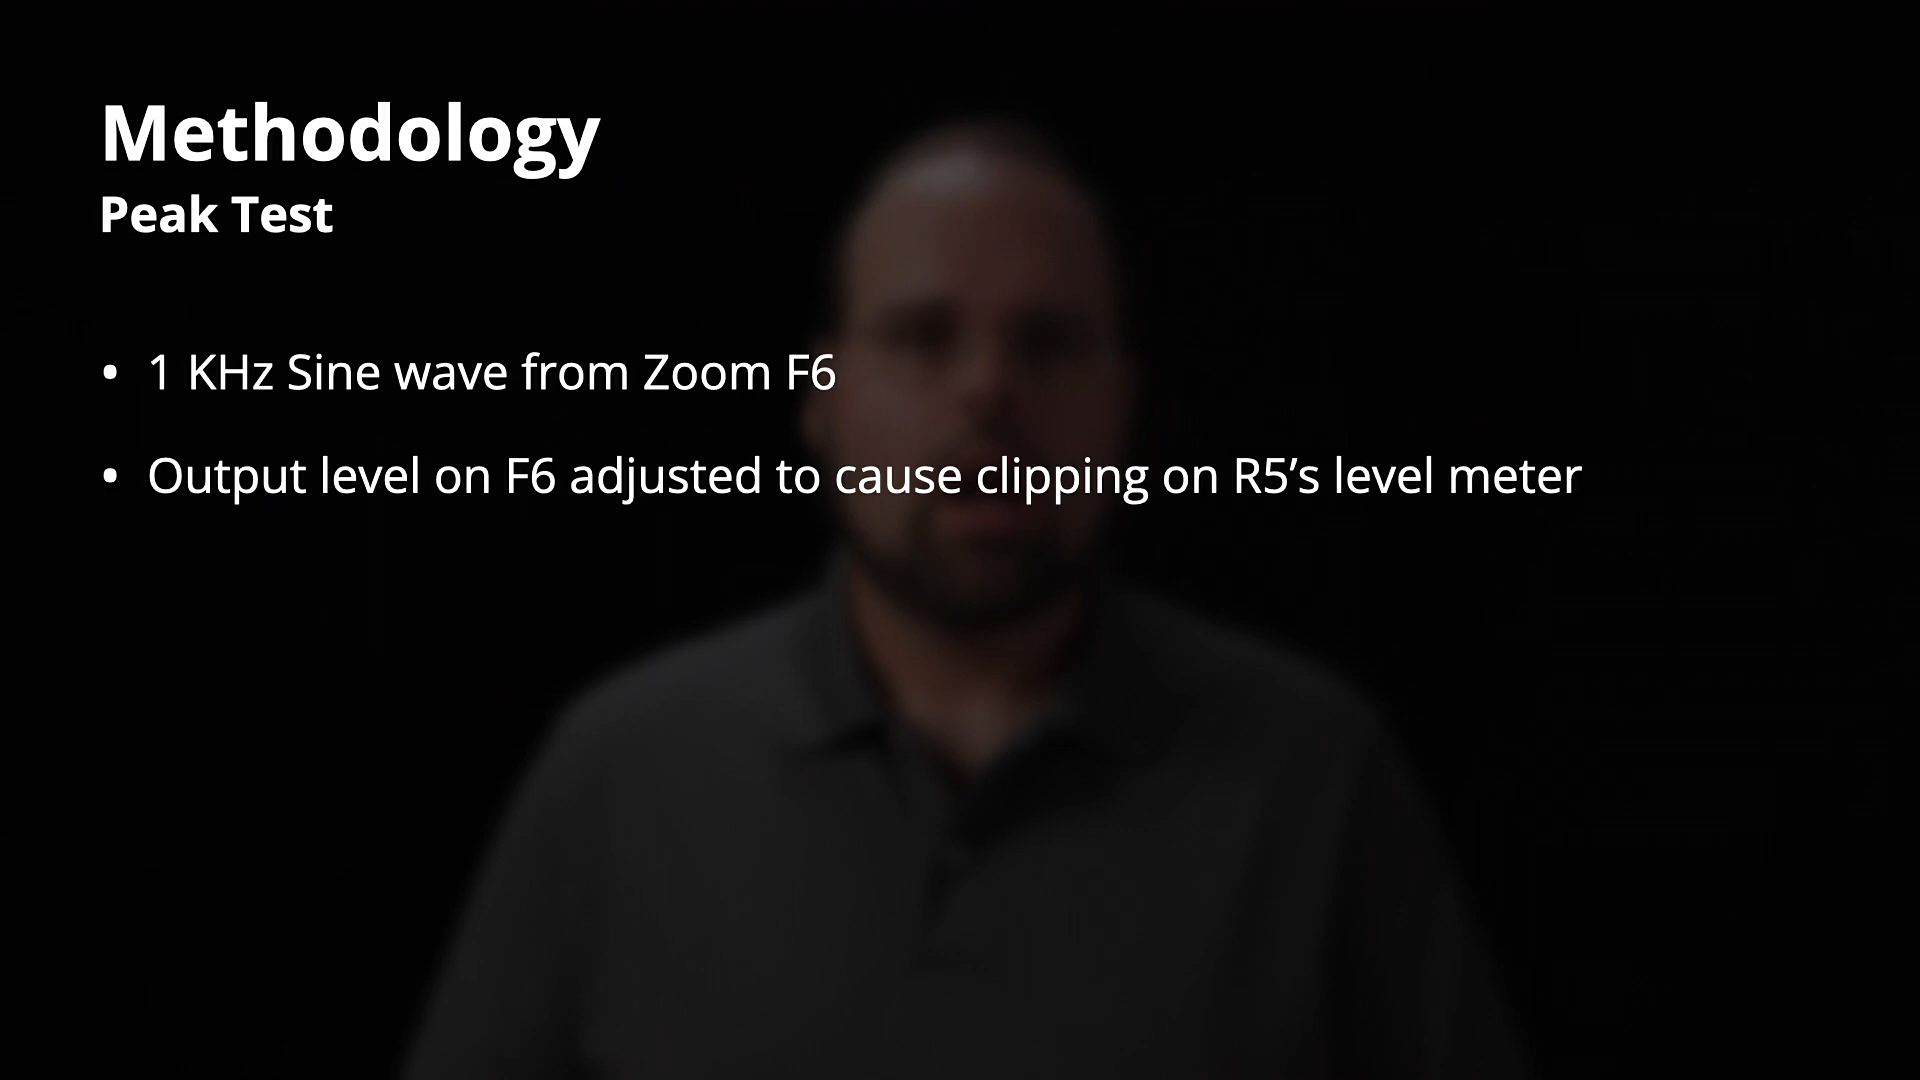 Methodology
Peak Test
• 1 KHz Sine wave from Zoom F6
• Output level on F6 adjusted to cause clipping on R5’s level meter